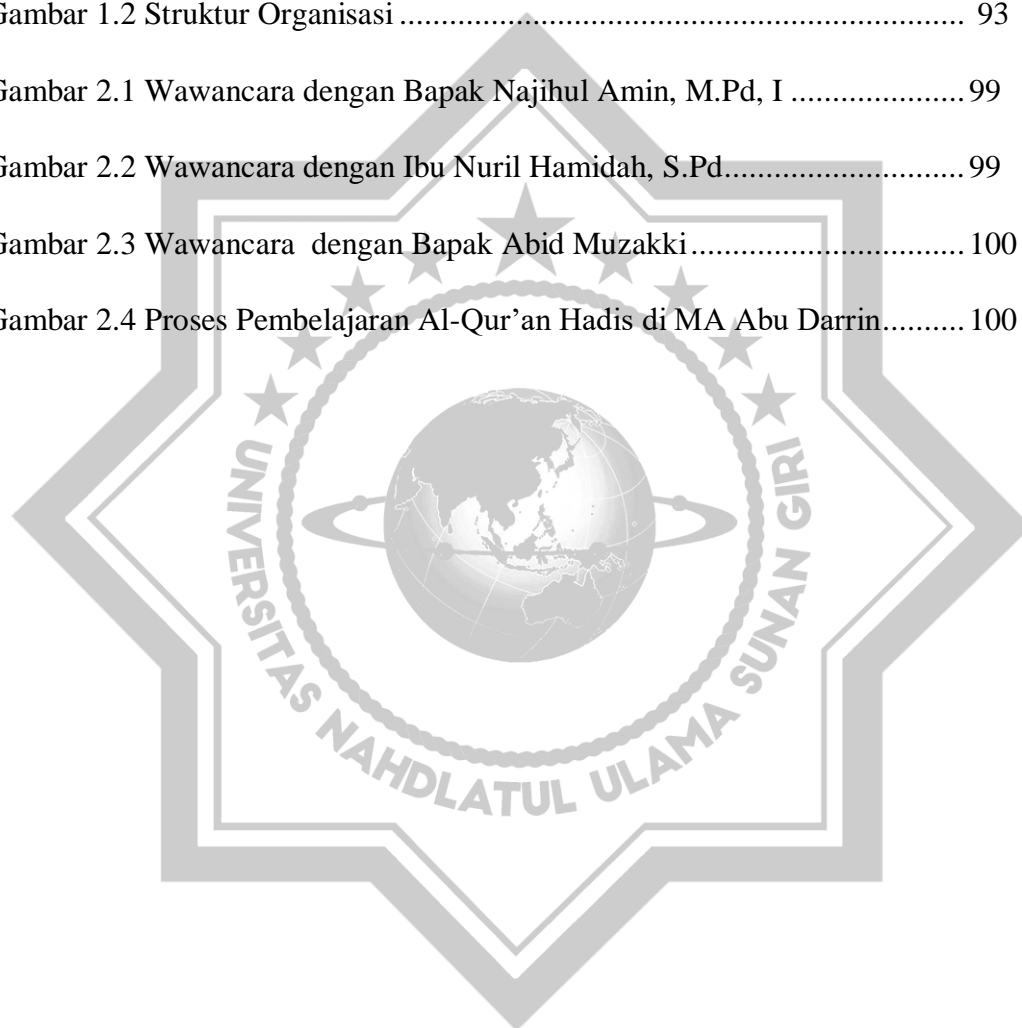 Gambar 1.2 Struktur Organisasi ...................................................................... 93
Gambar 2.1 Wawancara dengan Bapak Najihul Amin, M.Pd, I ..................... 99
Gambar 2.2 Wawancara dengan Ibu Nuril Hamidah, S.Pd............................. 99
Gambar 2.3 Wawancara  dengan Bapak Abid Muzakki................................. 100
Gambar 2.4 Proses Pembelajaran Al-Qur’an Hadis di MA Abu Darrin.......... 100
UNIVERSITAS NAHDLATUL ULAMA SUNAN GIRI